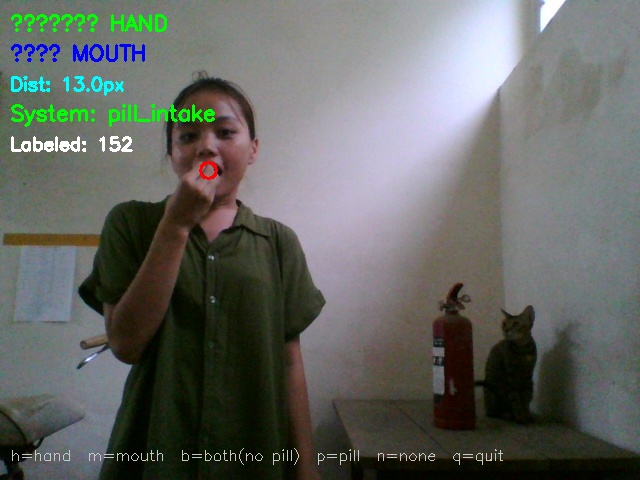 ??????? HAND
???? MOUTH
Dist: 13.0px
System: pill_intake
Labeled: 152
h=hand m=mouth b=both(no pill) p=pill n=none q=quit